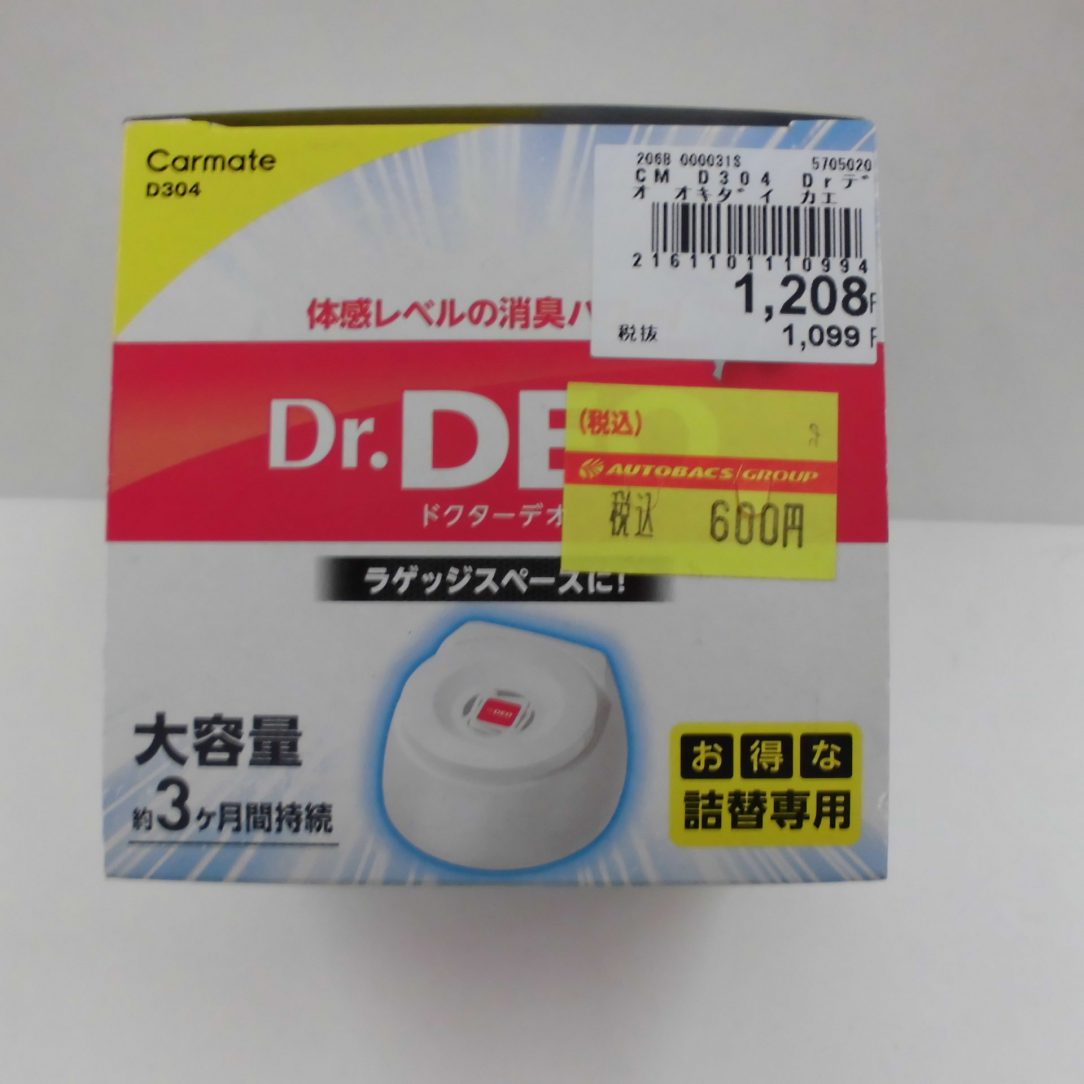 Carmate
D304
206B 000031S 5705020
CM D304 Drデ
オ オキダイ カエ
2161101110994
1,208
税抜 1,099
体感レベルの消臭
Dr.DEO
(税込)
AUTOBACS/GROUP
税込 600円
ドクターデオ
ラゲッジスペースに!
DEO
大容量
約3ヶ月間持続
お得な
詰替専用